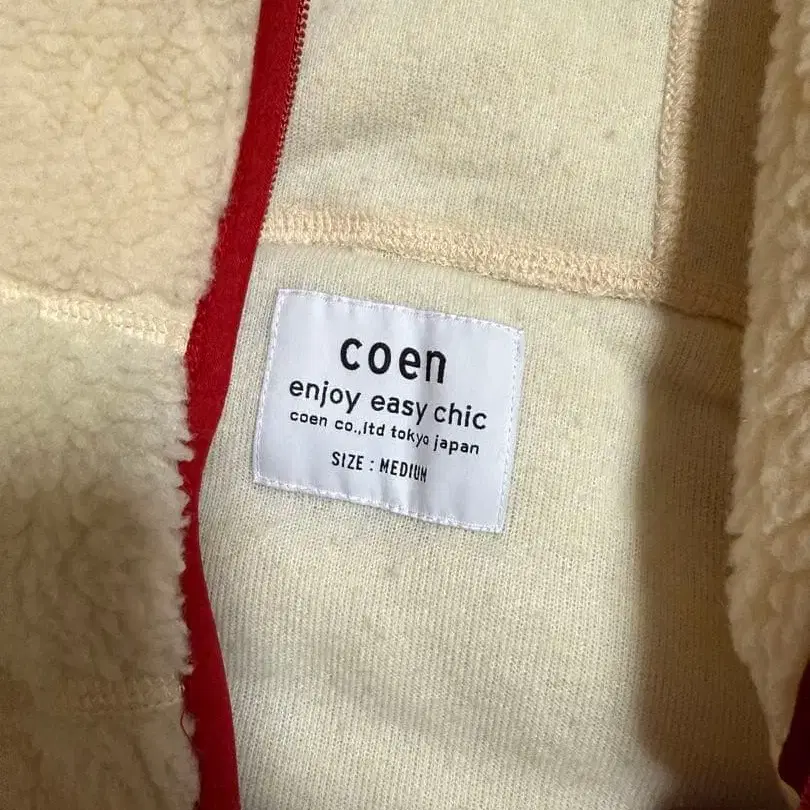 coen
enjoy easy chic
coen co.,ltd tokyo japan
SIZE : MEDIUM